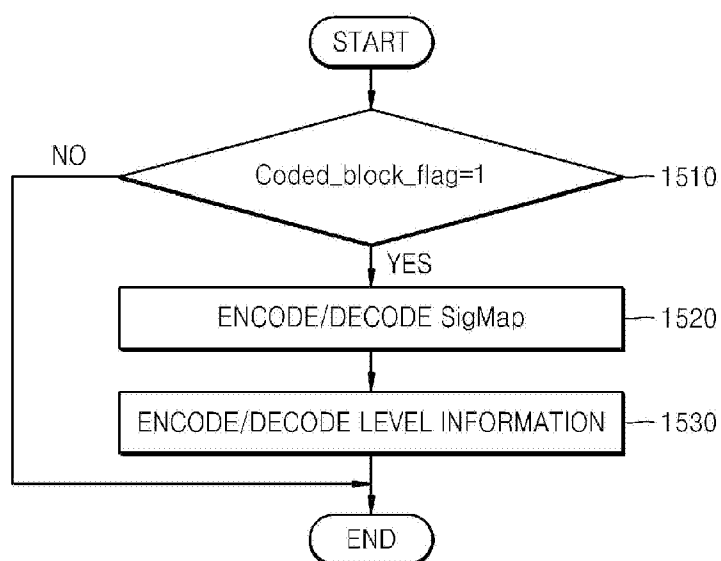 START
NO
Coded_block_flag=1
1510
YES
ENCODE/DECODE SigMap
1520
ENCODE/DECODE LEVEL INFORMATION
1530
END